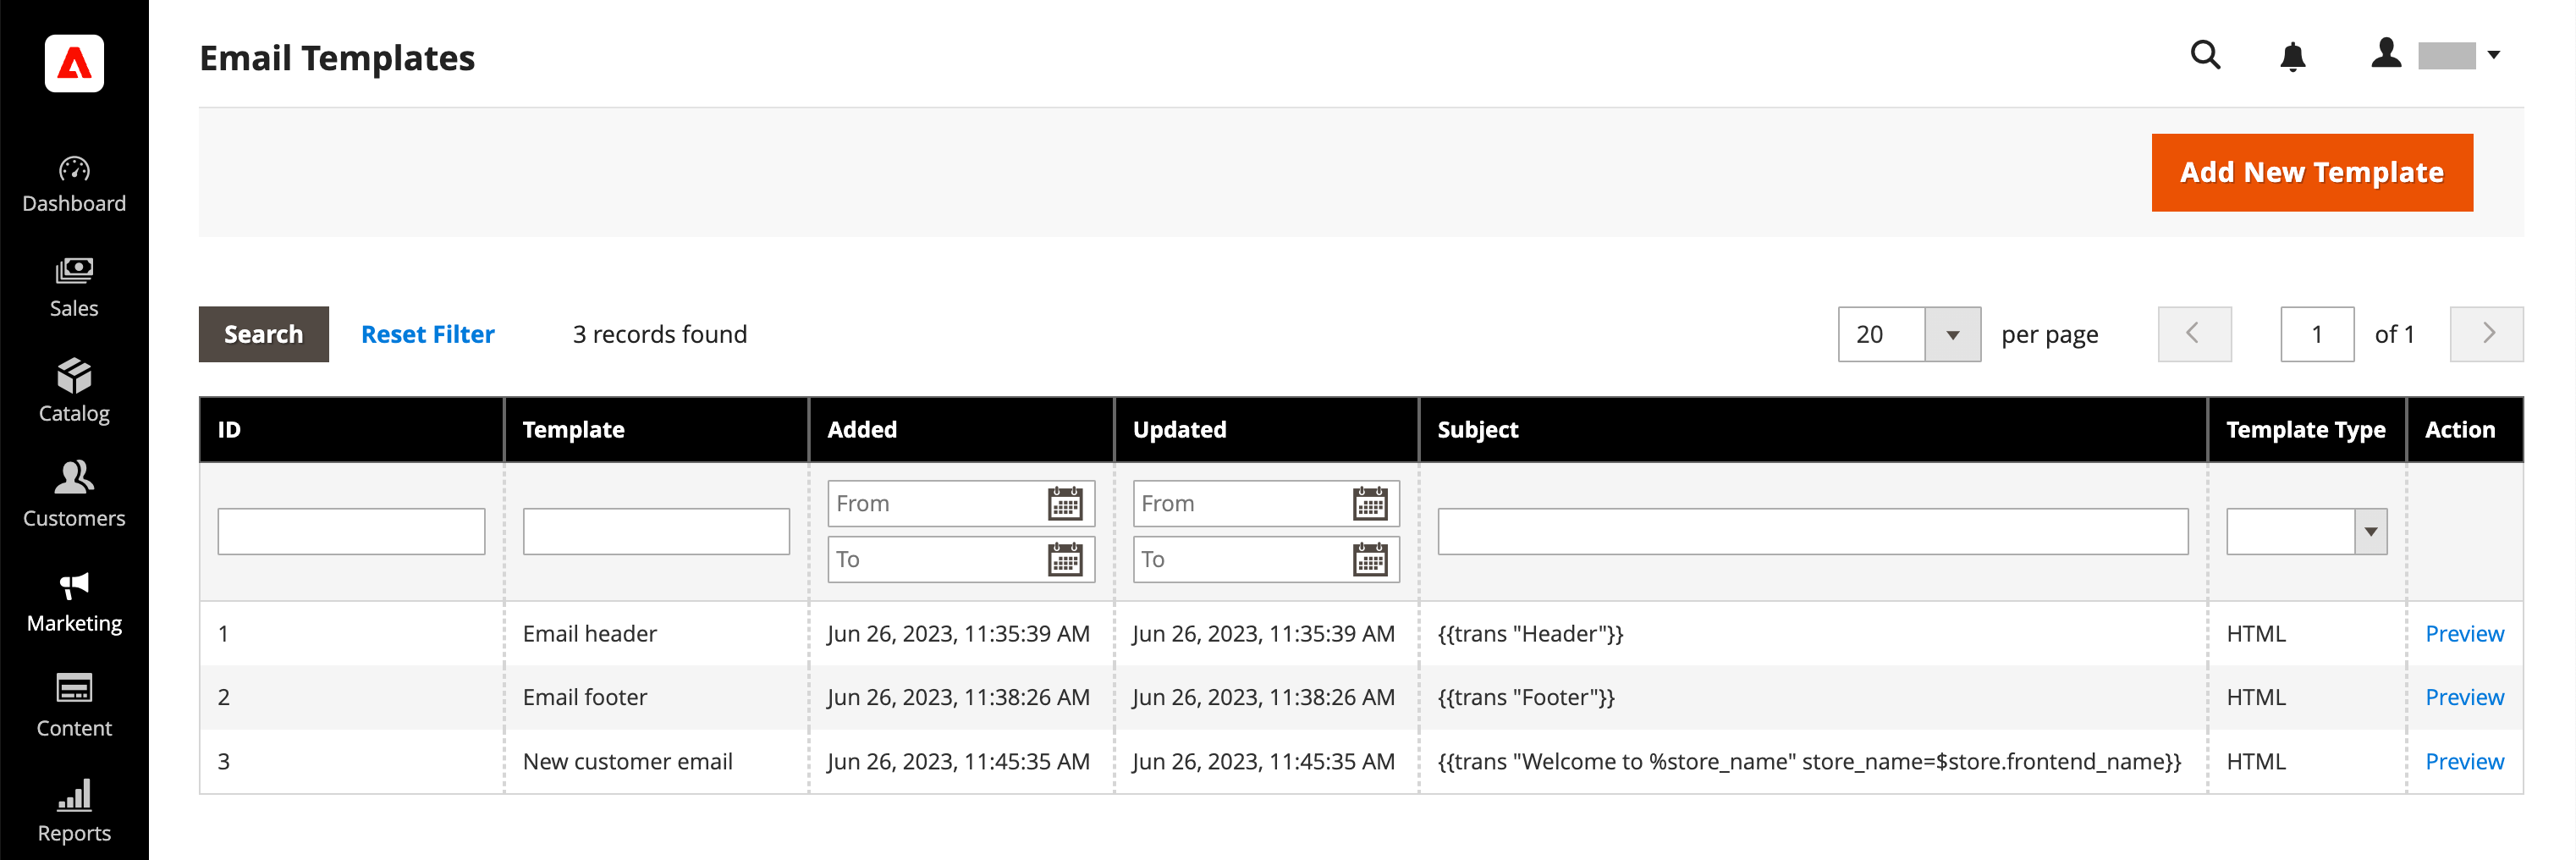 Email Templates
Dashboard
Sales
Catalog
Customers
Marketing
Content
Reports
Add New Template
Search Reset Filter 3 records found 20 per page 1 of 1
ID Template Added Updated Subject Template Type Action
From From
To To
1 Email header Jun 26, 2023, 11:35:39 AM Jun 26, 2023, 11:35:39 AM {{trans "Header"}} HTML Preview
2 Email footer Jun 26, 2023, 11:38:26 AM Jun 26, 2023, 11:38:26 AM {{trans "Footer"}} HTML Preview
3 New customer email Jun 26, 2023, 11:45:35 AM Jun 26, 2023, 11:45:35 AM {{trans "Welcome to %store_name" store_name=$store.frontend_name}} HTML Preview